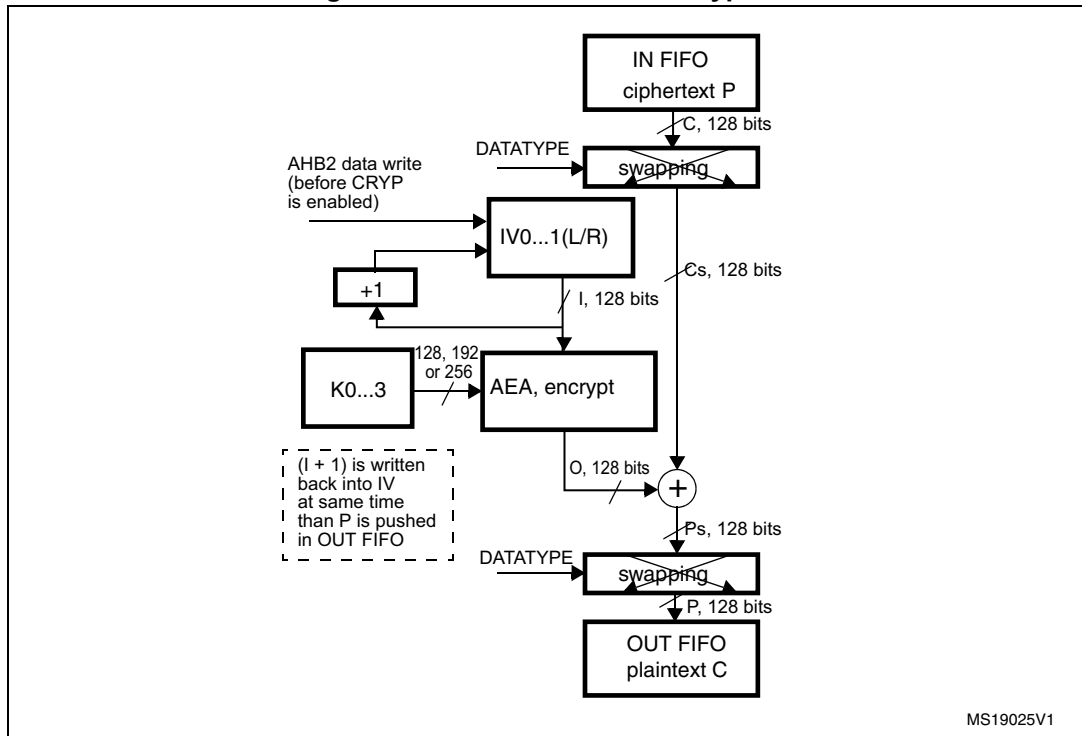 IN FIFO
ciphertext P
C, 128 bits
DATATYPE
swapping
AHB2 data write
(before CRYP
is enabled)
IV0...1(L/R)
Cs, 128 bits
+1
I, 128 bits
128, 192
or 256
K0...3
AEA, encrypt
(I + 1) is written
back into IV
at same time
than P is pushed
in OUT FIFO
O, 128 bits
+
Ps, 128 bits
DATATYPE
swapping
P, 128 bits
OUT FIFO
plaintext C
MS19025V1